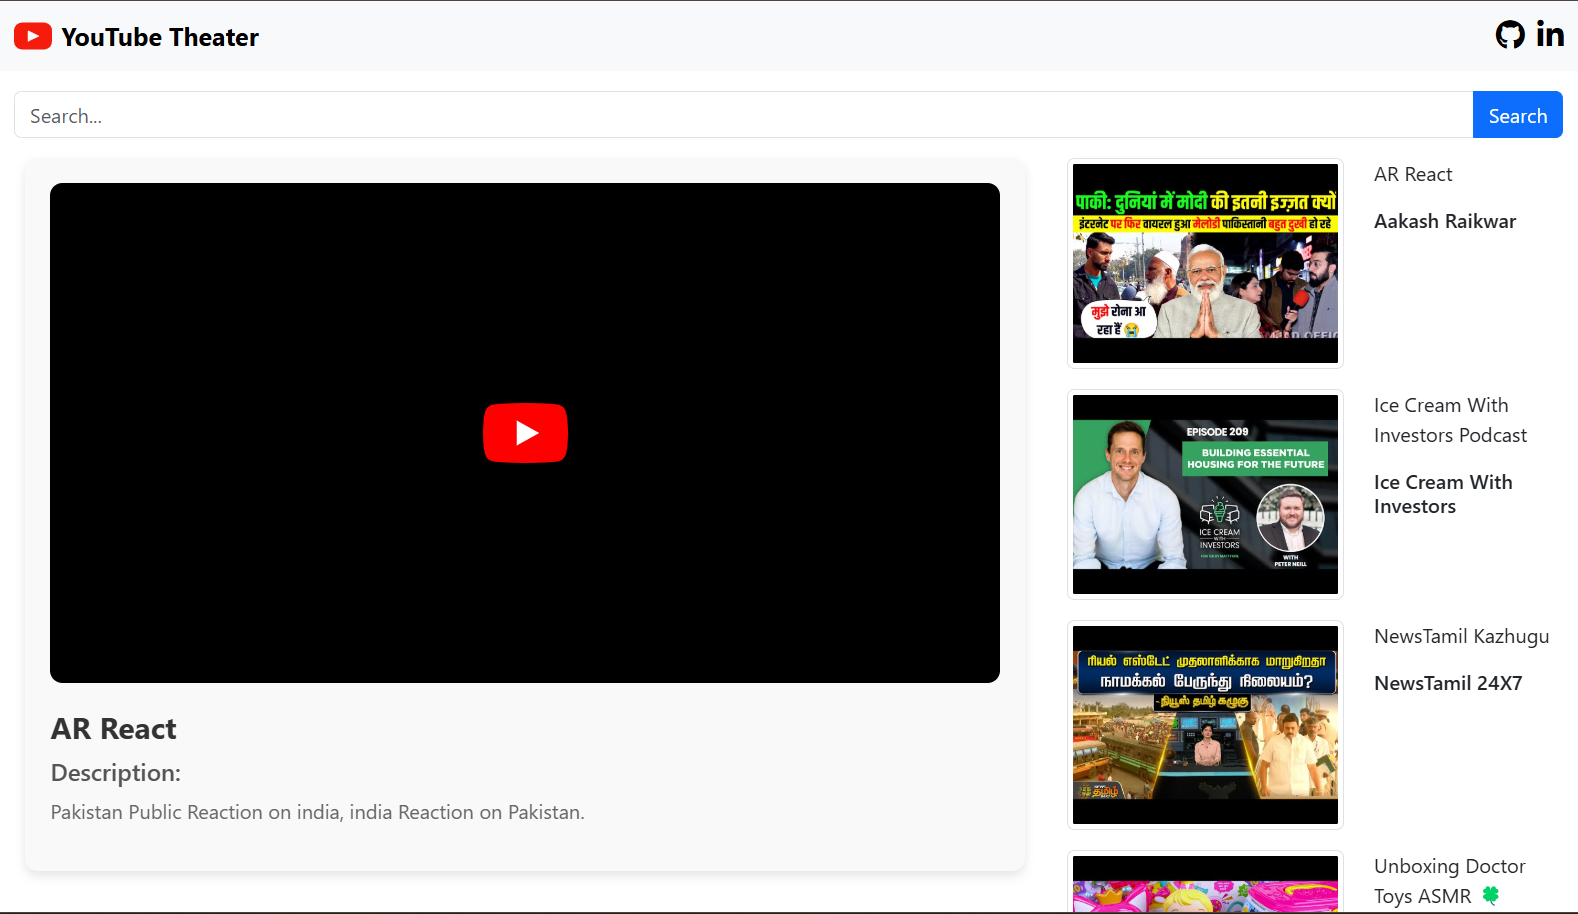 YouTube Theater
Search...
Search
AR React
Description:
Pakistan Public Reaction on india, india Reaction on Pakistan.
पाकी: दुनियां में मोदी की इतनी इज़्ज़त क्यों
इंटरनेट पर फिर वायरल हुआ मेलोडी पाकिस्तानी बहुत दुखी हो रहे
मुझे रोना आ
रहा हैं 😭
AR React
Aakash Raikwar
EPISODE 209
BUILDING ESSENTIAL
HOUSING FOR THE FUTURE
ICE CREAM
WITH
INVESTORS
WITH
PETER NEILL
Ice Cream With
Investors Podcast
Ice Cream With
Investors
ரியல் எஸ்டேட் முதலாளிக்காக மாறுகிறதா
நாமக்கல் பேருந்து நிலையம்?
- நியூஸ் தமிழ் கழுகு
தமிழ்
NewsTamil Kazhugu
NewsTamil 24X7
Unboxing Doctor
Toys ASMR 🍀